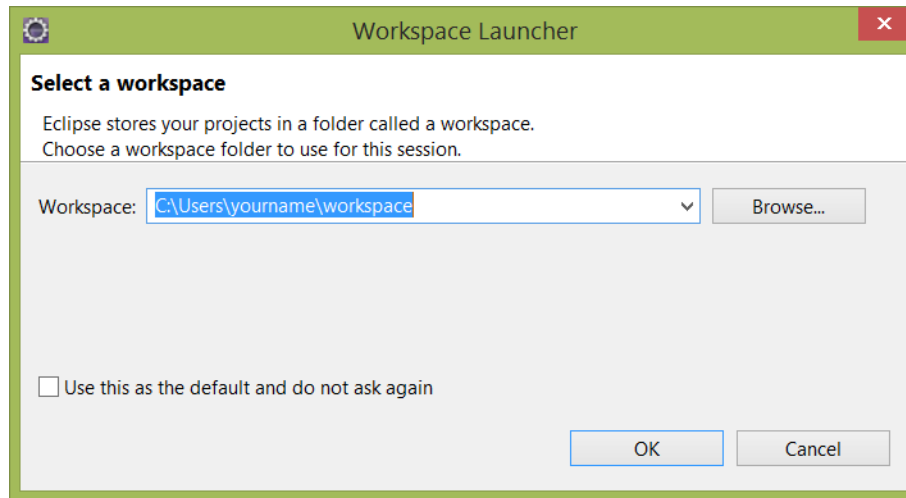 Workspace Launcher
Select a workspace
Eclipse stores your projects in a folder called a workspace.
Choose a workspace folder to use for this session.
Workspace: C:\Users\yourname\workspace Browse...
Use this as the default and do not ask again
OK Cancel